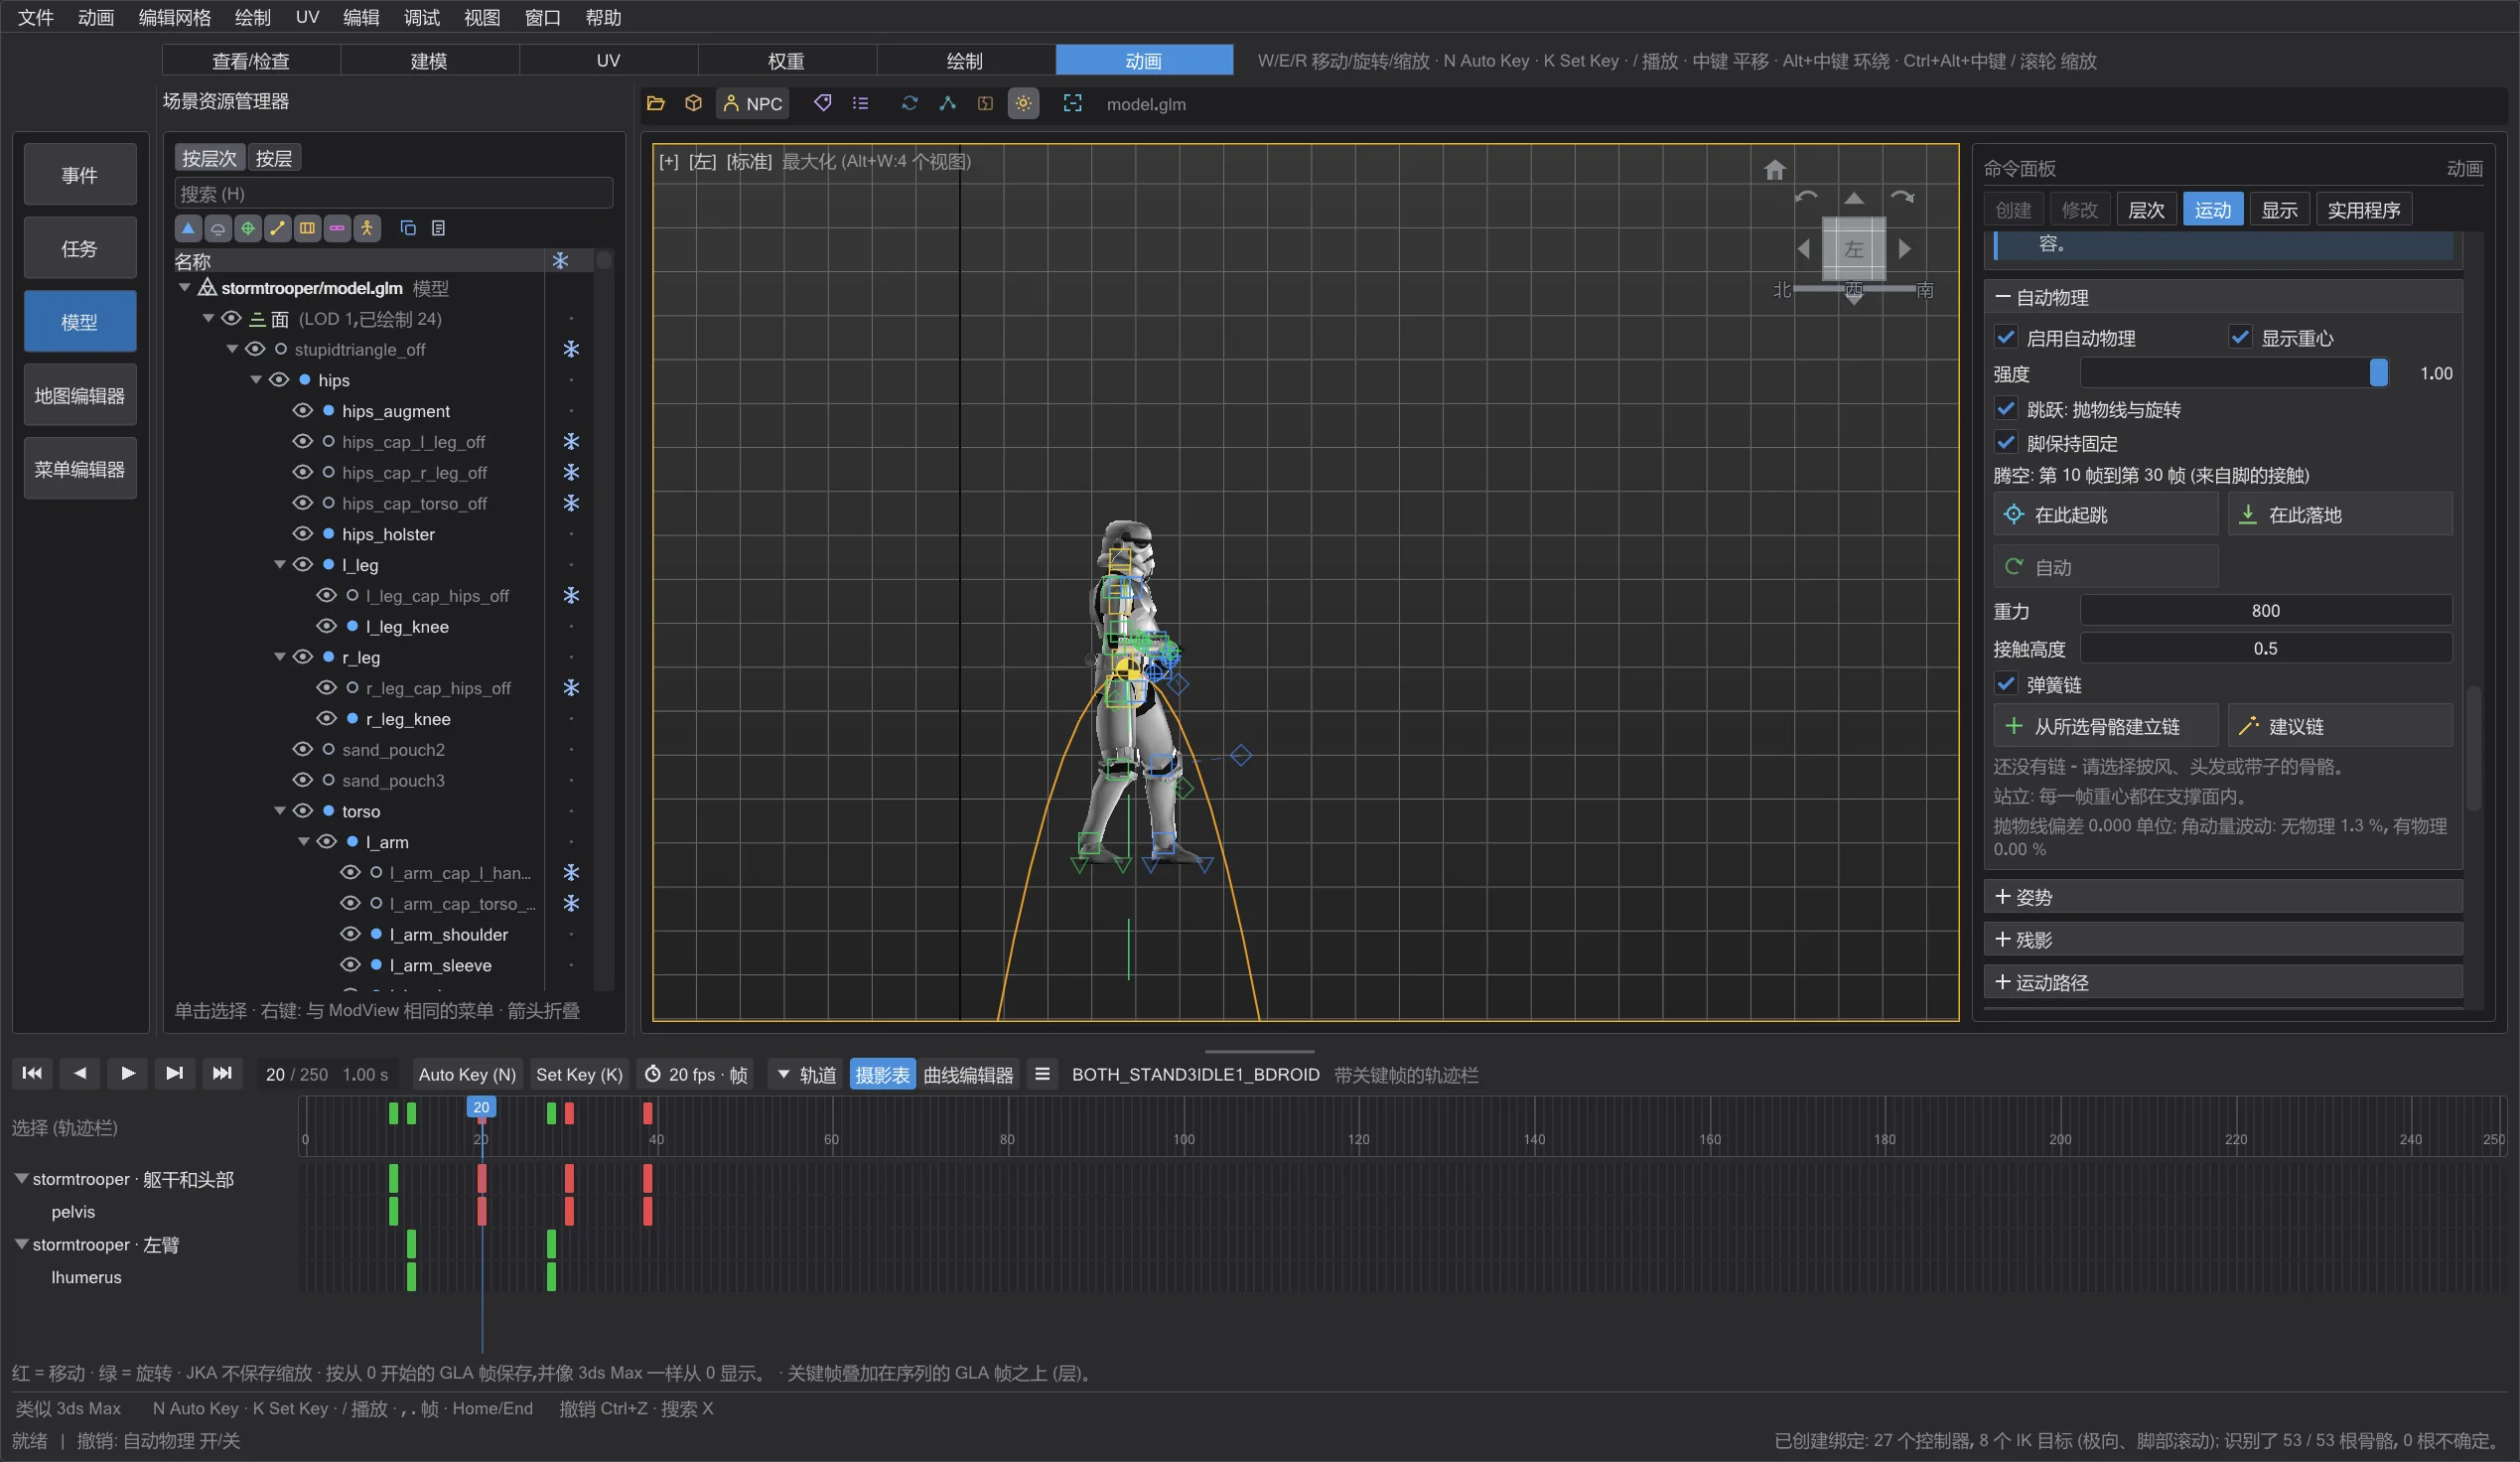 文件 动画 编辑网格 绘制 UV 编辑 调试 视图 窗口 帮助
查看/检查 建模 UV 权重 绘制 动画 W/E/R 移动/旋转/缩放 · N Auto Key · K Set Key · / 播放 · 中键 平移 · Alt+中键 环绕 · Ctrl+Alt+中键 / 滚轮 缩放
场景资源管理器
NPC model.glm
事件
任务
模型
地图编辑器
菜单编辑器
按层次 按层
搜索 (H)
名称
stormtrooper/model.glm 模型
面 (LOD 1,已绘制 24)
stupidtriangle_off
hips
hips_augment
hips_cap_l_leg_off
hips_cap_r_leg_off
hips_cap_torso_off
hips_holster
l_leg
l_leg_cap_hips_off
l_leg_knee
r_leg
r_leg_cap_hips_off
r_leg_knee
sand_pouch2
sand_pouch3
torso
l_arm
l_arm_cap_l_han...
l_arm_cap_torso_...
l_arm_shoulder
l_arm_sleeve
单击选择 · 右键: 与 ModView 相同的菜单 · 箭头折叠
[+] [左] [标准] 最大化 (Alt+W:4 个视图)
左
北 西 南
命令面板 动画
创建 修改 层次 运动 显示 实用程序
容。
自动物理
启用自动物理 显示重心
强度 1.00
跳跃: 抛物线与旋转
脚保持固定
腾空: 第 10 帧到第 30 帧 (来自脚的接触)
在此起跳 在此落地
自动
重力 800
接触高度 0.5
弹簧链
从所选骨骼建立链 建议链
还没有链 - 请选择披风、头发或带子的骨骼。
站立: 每一帧重心都在支撑面内。
抛物线偏差 0.000 单位; 角动量波动: 无物理 1.3 %, 有物理
0.00 %
姿势
残影
运动路径
20 / 250 1.00 s Auto Key (N) Set Key (K) 20 fps · 帧 轨道 摄影表 曲线编辑器 BOTH_STAND3IDLE1_BDROID 带关键帧的轨迹栏
选择 (轨迹栏)
20
0 20 40 60 80 100 120 140 160 180 200 220 240 250
stormtrooper · 躯干和头部
pelvis
stormtrooper · 左臂
lhumerus
红 = 移动 · 绿 = 旋转 · JKA 不保存缩放 · 按从 0 开始的 GLA 帧保存,并像 3ds Max 一样从 0 显示。 · 关键帧叠加在序列的 GLA 帧之上 (层)。
类似 3ds Max N Auto Key · K Set Key · / 播放 · , . 帧 · Home/End 撤销 Ctrl+Z · 搜索 X
就绪 | 撤销: 自动物理 开/关 已创建绑定: 27 个控制器, 8 个 IK 目标 (极向、脚部滚动); 识别了 53 / 53 根骨骼, 0 根不确定。